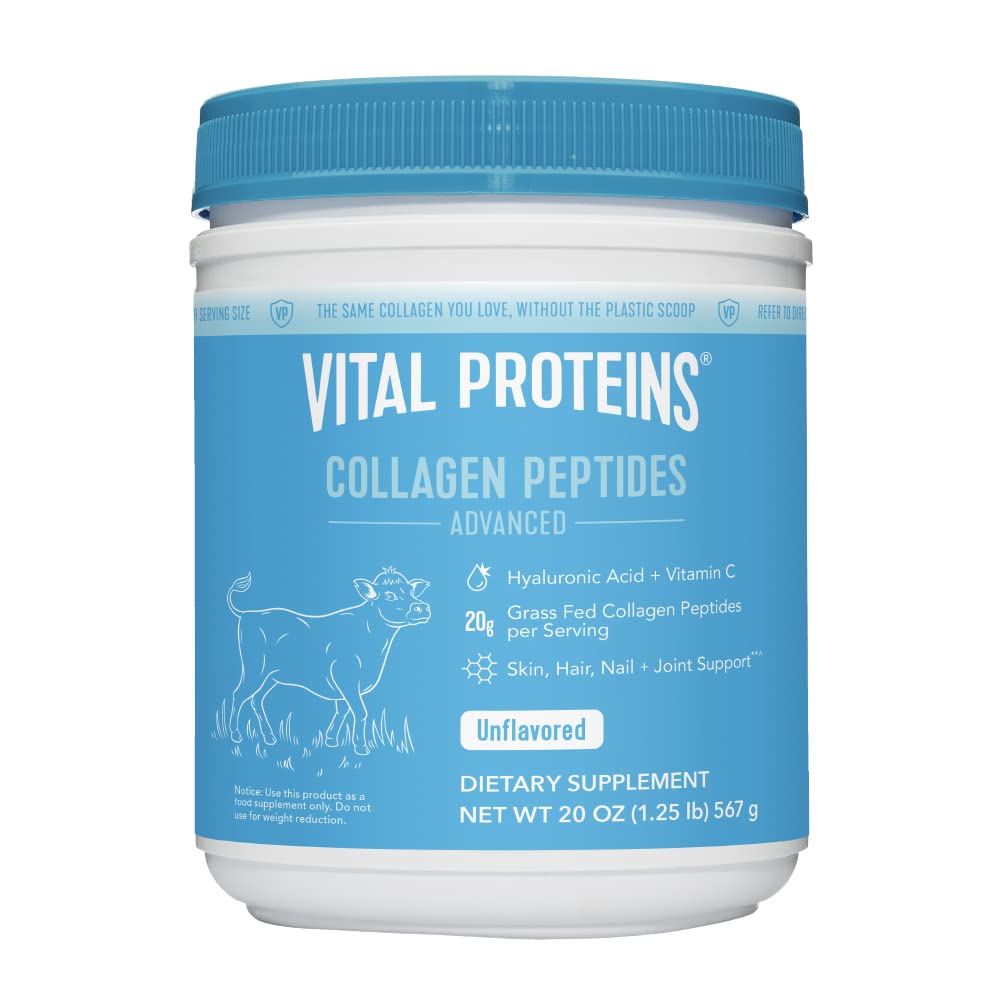 R SERVING SIZE VP THE SAME COLLAGEN YOU LOVE, WITHOUT THE PLASTIC SCOOP VP REFER TO DIRE
VITAL PROTEINS®
COLLAGEN PEPTIDES
ADVANCED
Hyaluronic Acid + Vitamin C
20g Grass Fed Collagen Peptides
per Serving
Skin, Hair, Nail + Joint Support**^
Unflavored
Notice: Use this product as a
food supplement only. Do not
use for weight reduction.
DIETARY SUPPLEMENT
NET WT 20 OZ (1.25 lb) 567 g